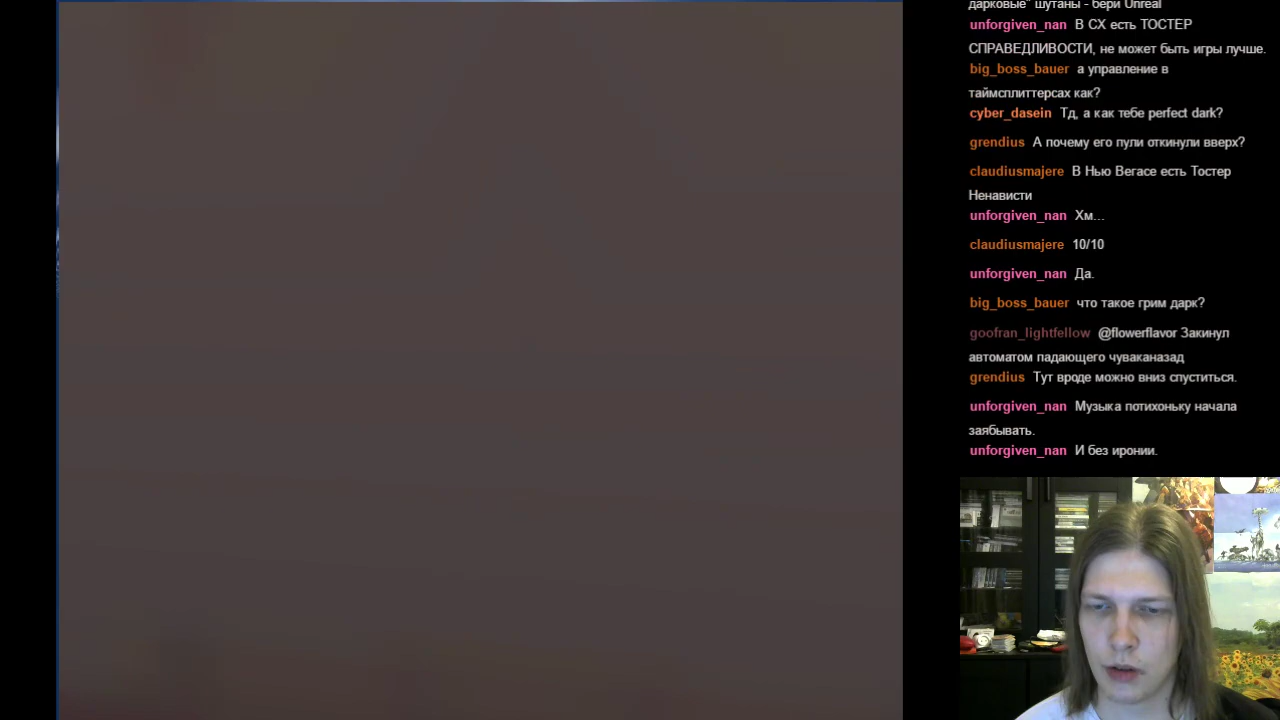 дарковые" шутаны - бери Unreal
unforgiven_nan В СХ есть ТОСТЕР
СПРАВЕДЛИВОСТИ, не может быть игры лучше.
big_boss_bauer а управление в
таймсплиттерсах как?
cyber_dasein Тд, а как тебе perfect dark?
grendius А почему его пули откинули вверх?
claudiusmajere В Нью Вегасе есть Тостер
Ненависти
unforgiven_nan Хм...
claudiusmajere 10/10
unforgiven_nan Да.
big_boss_bauer что такое грим дарк?
goofran_lightfellow @flowerflavor Закинул
автоматом падающего чуваканазад
grendius Тут вроде можно вниз спуститься.
unforgiven_nan Музыка потихоньку начала
заябывать.
unforgiven_nan И без иронии.